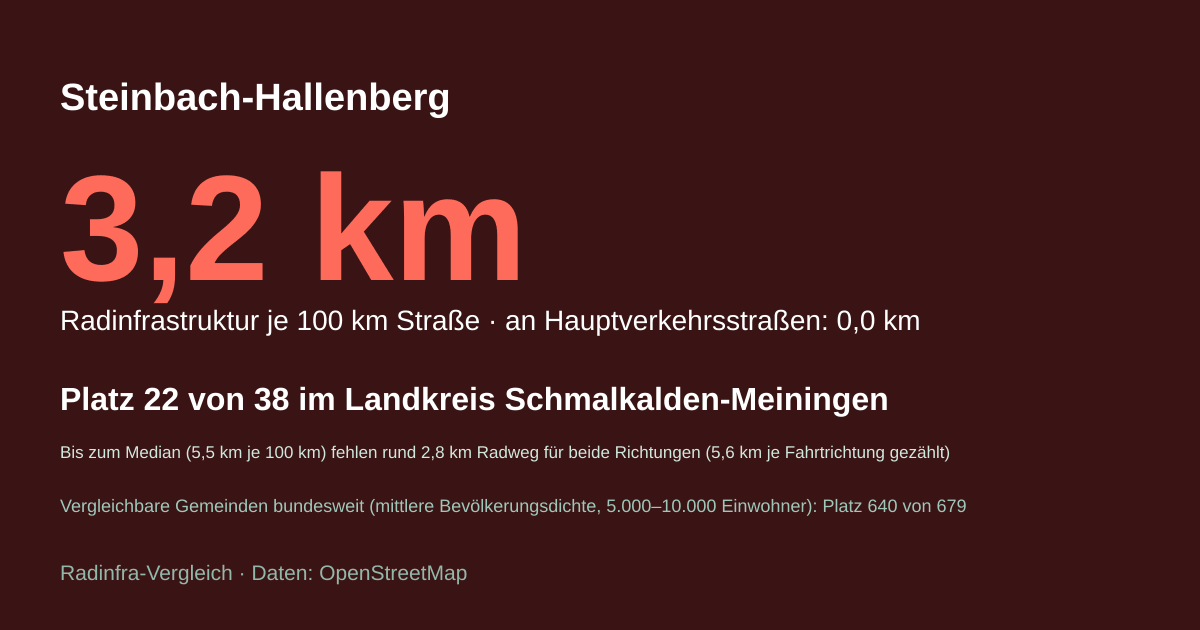 Steinbach-Hallenberg
3,2 km
Radinfrastruktur je 100 km Straße · an Hauptverkehrsstraßen: 0,0 km
Platz 22 von 38 im Landkreis Schmalkalden-Meiningen
Bis zum Median (5,5 km je 100 km) fehlen rund 2,8 km Radweg für beide Richtungen (5,6 km je Fahrtrichtung gezählt)
Vergleichbare Gemeinden bundesweit (mittlere Bevölkerungsdichte, 5.000–10.000 Einwohner): Platz 640 von 679
Radinfra-Vergleich · Daten: OpenStreetMap